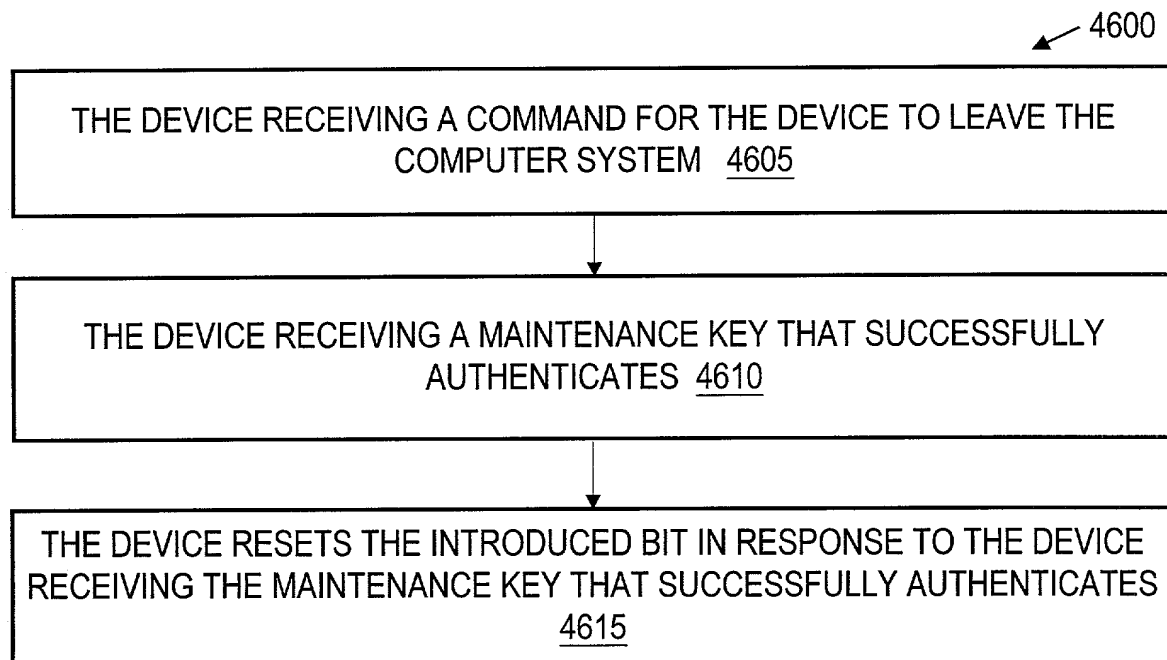 4600
THE DEVICE RECEIVING A COMMAND FOR THE DEVICE TO LEAVE THE
COMPUTER SYSTEM 4605
THE DEVICE RECEIVING A MAINTENANCE KEY THAT SUCCESSFULLY
AUTHENTICATES 4610
THE DEVICE RESETS THE INTRODUCED BIT IN RESPONSE TO THE DEVICE
RECEIVING THE MAINTENANCE KEY THAT SUCCESSFULLY AUTHENTICATES
4615